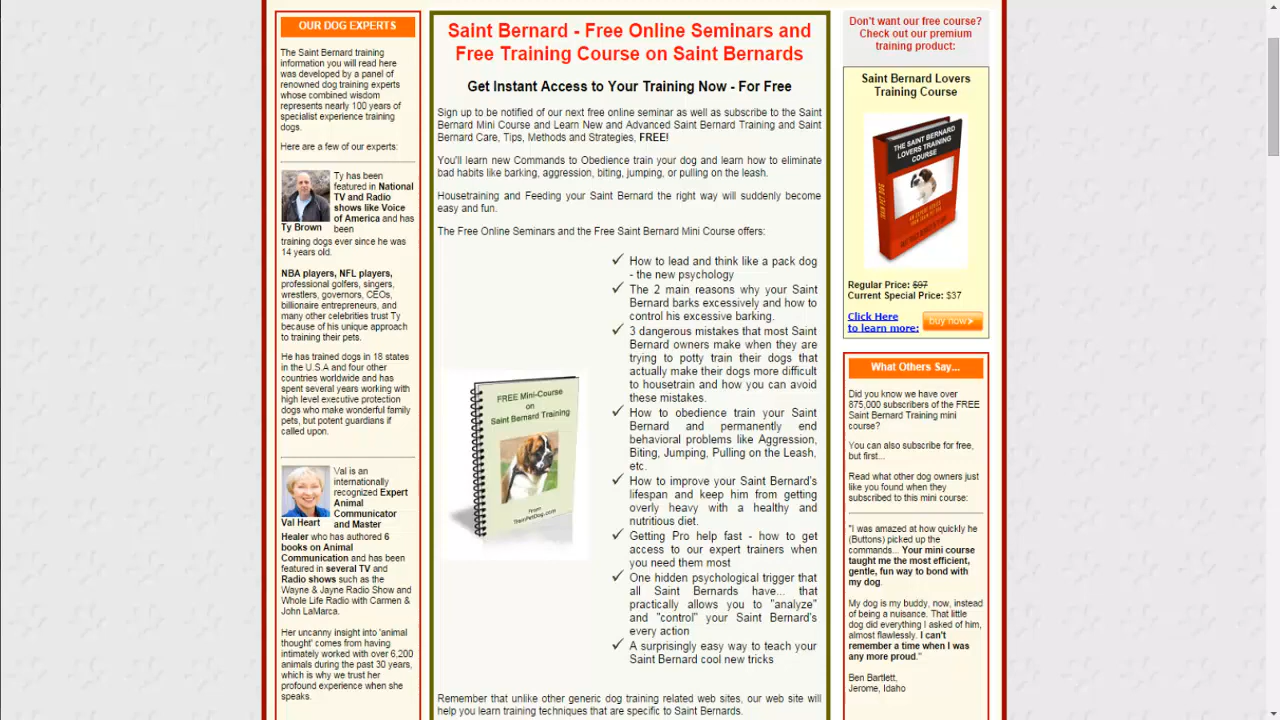 OUR DOG EXPERTS
The Saint Bernard training
information you will read here
was developed by a panel of
renowned dog training experts
whose combined wisdom
represents nearly 100 years of
specialist experience training
dogs.
Here are a few of our experts:
Ty has been
featured in National
TV and Radio
shows like Voice
of America and has
been
Ty Brown
training dogs ever since he was
14 years old.
NBA players, NFL players,
professional golfers, singers,
wrestlers, governors, CEOs,
billionaire entrepreneurs, and
many other celebrities trust Ty
because of his unique approach
to training their pets.
He has trained dogs in 18 states
in the U.S.A and four other
countries worldwide and has
spent several years working with
high level executive protection
dogs who make wonderful family
pets, but potent guardians if
called upon.
Val is an
internationally
recognized Expert
Animal
Communicator
and Master
Val Heart
Healer who has authored 6
books on Animal
Communication and has been
featured in several TV and
Radio shows such as the
Wayne & Jayne Radio Show and
Whole Life Radio with Carmen &
John LaMarca.
Her uncanny insight into 'animal
thought' comes from having
intimately worked with over 6,200
animals during the past 30 years,
which is why we trust her
profound experience when she
speaks.
Saint Bernard - Free Online Seminars and
Free Training Course on Saint Bernards
Get Instant Access to Your Training Now - For Free
Sign up to be notified of our next free online seminar as well as subscribe to the Saint
Bernard Mini Course and Learn New and Advanced Saint Bernard Training and Saint
Bernard Care, Tips, Methods and Strategies, FREE!
You'll learn new Commands to Obedience train your dog and learn how to eliminate
bad habits like barking, aggression, biting, jumping, or pulling on the leash.
Housetraining and Feeding your Saint Bernard the right way will suddenly become
easy and fun.
The Free Online Seminars and the Free Saint Bernard Mini Course offers:
FREE Mini-Course
on
Saint Bernard Training
From
TrainPetDog.com
How to lead and think like a pack dog
- the new psychology
The 2 main reasons why your Saint
Bernard barks excessively and how to
control his excessive barking.
3 dangerous mistakes that most Saint
Bernard owners make when they are
trying to potty train their dogs that
actually make their dogs more difficult
to housetrain and how you can avoid
these mistakes.
How to obedience train your Saint
Bernard and permanently end
behavioral problems like Aggression,
Biting, Jumping, Pulling on the Leash,
etc.
How to improve your Saint Bernard's
lifespan and keep him from getting
overly heavy with a healthy and
nutritious diet.
Getting Pro help fast - how to get
access to our expert trainers when
you need them most
One hidden psychological trigger that
all Saint Bernards have... that
practically allows you to "analyze"
and "control" your Saint Bernard's
every action
A surprisingly easy way to teach your
Saint Bernard cool new tricks
Remember that unlike other generic dog training related web sites, our web site will
help you learn training techniques that are specific to Saint Bernards.
Don't want our free course?
Check out our premium
training product:
Saint Bernard Lovers
Training Course
THE SAINT BERNARD
LOVERS TRAINING
COURSE
TRAIN PET DOG
Regular Price: $97
Current Special Price: $37
Click Here
to learn more:
buy now>
What Others Say...
Did you know we have over
875,000 subscribers of the FREE
Saint Bernard Training mini
course?
You can also subscribe for free,
but first...
Read what other dog owners just
like you found when they
subscribed to this mini course:
"I was amazed at how quickly he
(Buttons) picked up the
commands... Your mini course
taught me the most efficient,
gentle, fun way to bond with
my dog.
My dog is my buddy, now, instead
of being a nuisance. That little
dog did everything I asked of him,
almost flawlessly. I can't
remember a time when I was
any more proud."
Ben Bartlett,
Jerome, Idaho